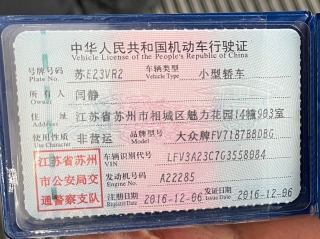 中华人民共和国机动车行驶证
Vehicle License of the People's Republic of China
号牌号码 苏E23VR2 车辆类型 小型轿车
Plate No. Vehicle Type
所有人 闫静
Owner
住址 江苏省苏州市相城区魅力花园14幢903室
Address
使用性质 非营运 品牌型号 大众牌FV7187BBDBG
Use Character Model
江苏省苏州 车辆识别代号 LFV3A23C7G3558084
VIN
市公安局交 发动机号码 A22285
Engine No.
通警察支队 注册日期 2016-12-06 发证日期 2016-12-06
Register Date Issue Date